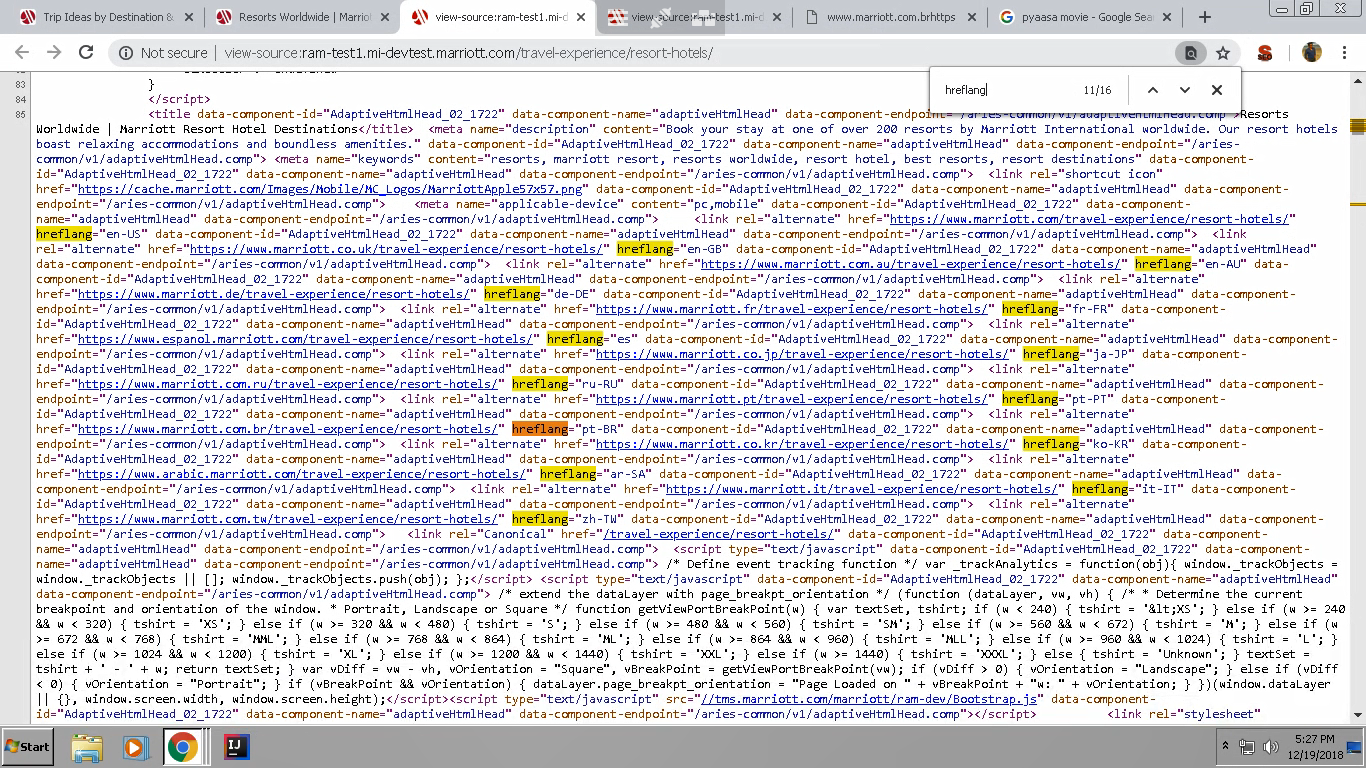 Trip Ideas by Destination &
Resorts Worldwide | Marrio
view-source:ram-test1.mi-d
view-source:ram-test1.mi-d
www.marriott.com.brhttps
pyaasa movie - Google Sea
Not secure | view-source:ram-test1.mi-devtest.marriott.com/travel-experience/resort-hotels/
hreflang 11/16
83 }
84 </script>
85 <title data-component-id="AdaptiveHtmlHead_02_1722" data-component-name="adaptiveHtmlHead" data-component-endpoint="/aries-common/v1/adaptiveHtmlHead.comp">Resorts
Worldwide | Marriott Resort Hotel Destinations</title> <meta name="description" content="Book your stay at one of over 200 resorts by Marriott International worldwide. Our resort hotels
boast relaxing accommodations and boundless amenities." data-component-id="AdaptiveHtmlHead_02_1722" data-component-name="adaptiveHtmlHead" data-component-endpoint="/aries-
common/v1/adaptiveHtmlHead.comp"> <meta name="keywords" content="resorts, marriott resort, resorts worldwide, resort hotel, best resorts, resort destinations" data-component-
id="AdaptiveHtmlHead_02_1722" data-component-name="adaptiveHtmlHead" data-component-endpoint="/aries-common/v1/adaptiveHtmlHead.comp"> <link rel="shortcut icon"
href="https://cache.marriott.com/Images/Mobile/MC_Logos/MarriottApple57x57.png" data-component-id="AdaptiveHtmlHead_02_1722" data-component-name="adaptiveHtmlHead" data-component-
endpoint="/aries-common/v1/adaptiveHtmlHead.comp"> <meta name="applicable-device" content="pc,mobile" data-component-id="AdaptiveHtmlHead_02_1722" data-component-
name="adaptiveHtmlHead" data-component-endpoint="/aries-common/v1/adaptiveHtmlHead.comp"> <link rel="alternate" href="https://www.marriott.com/travel-experience/resort-hotels/"
hreflang="en-US" data-component-id="AdaptiveHtmlHead_02_1722" data-component-name="adaptiveHtmlHead" data-component-endpoint="/aries-common/v1/adaptiveHtmlHead.comp"> <link
rel="alternate" href="https://www.marriott.co.uk/travel-experience/resort-hotels/" hreflang="en-GB" data-component-id="AdaptiveHtmlHead_02_1722" data-component-name="adaptiveHtmlHead"
data-component-endpoint="/aries-common/v1/adaptiveHtmlHead.comp"> <link rel="alternate" href="https://www.marriott.com.au/travel-experience/resort-hotels/" hreflang="en-AU" data-
component-id="AdaptiveHtmlHead_02_1722" data-component-name="adaptiveHtmlHead" data-component-endpoint="/aries-common/v1/adaptiveHtmlHead.comp"> <link rel="alternate"
href="https://www.marriott.de/travel-experience/resort-hotels/" hreflang="de-DE" data-component-id="AdaptiveHtmlHead_02_1722" data-component-name="adaptiveHtmlHead" data-component-
endpoint="/aries-common/v1/adaptiveHtmlHead.comp"> <link rel="alternate" href="https://www.marriott.fr/travel-experience/resort-hotels/" hreflang="fr-FR" data-component-
id="AdaptiveHtmlHead_02_1722" data-component-name="adaptiveHtmlHead" data-component-endpoint="/aries-common/v1/adaptiveHtmlHead.comp"> <link rel="alternate"
href="https://www.espanol.marriott.com/travel-experience/resort-hotels/" hreflang="es" data-component-id="AdaptiveHtmlHead_02_1722" data-component-name="adaptiveHtmlHead" data-component-
endpoint="/aries-common/v1/adaptiveHtmlHead.comp"> <link rel="alternate" href="https://www.marriott.co.jp/travel-experience/resort-hotels/" hreflang="ja-JP" data-component-
id="AdaptiveHtmlHead_02_1722" data-component-name="adaptiveHtmlHead" data-component-endpoint="/aries-common/v1/adaptiveHtmlHead.comp"> <link rel="alternate"
href="https://www.marriott.com.ru/travel-experience/resort-hotels/" hreflang="ru-RU" data-component-id="AdaptiveHtmlHead_02_1722" data-component-name="adaptiveHtmlHead" data-component-
endpoint="/aries-common/v1/adaptiveHtmlHead.comp"> <link rel="alternate" href="https://www.marriott.pt/travel-experience/resort-hotels/" hreflang="pt-PT" data-component-
id="AdaptiveHtmlHead_02_1722" data-component-name="adaptiveHtmlHead" data-component-endpoint="/aries-common/v1/adaptiveHtmlHead.comp"> <link rel="alternate"
href="https://www.marriott.com.br/travel-experience/resort-hotels/" hreflang="pt-BR" data-component-id="AdaptiveHtmlHead_02_1722" data-component-name="adaptiveHtmlHead" data-component-
endpoint="/aries-common/v1/adaptiveHtmlHead.comp"> <link rel="alternate" href="https://www.marriott.co.kr/travel-experience/resort-hotels/" hreflang="ko-KR" data-component-
id="AdaptiveHtmlHead_02_1722" data-component-name="adaptiveHtmlHead" data-component-endpoint="/aries-common/v1/adaptiveHtmlHead.comp"> <link rel="alternate"
href="https://www.arabic.marriott.com/travel-experience/resort-hotels/" hreflang="ar-SA" data-component-id="AdaptiveHtmlHead_02_1722" data-component-name="adaptiveHtmlHead" data-
component-endpoint="/aries-common/v1/adaptiveHtmlHead.comp"> <link rel="alternate" href="https://www.marriott.it/travel-experience/resort-hotels/" hreflang="it-IT" data-component-
id="AdaptiveHtmlHead_02_1722" data-component-name="adaptiveHtmlHead" data-component-endpoint="/aries-common/v1/adaptiveHtmlHead.comp"> <link rel="alternate"
href="https://www.marriott.com.tw/travel-experience/resort-hotels/" hreflang="zh-TW" data-component-id="AdaptiveHtmlHead_02_1722" data-component-name="adaptiveHtmlHead" data-component-
endpoint="/aries-common/v1/adaptiveHtmlHead.comp"> <link rel="Canonical" href="/travel-experience/resort-hotels/" data-component-id="AdaptiveHtmlHead_02_1722" data-component-
name="adaptiveHtmlHead" data-component-endpoint="/aries-common/v1/adaptiveHtmlHead.comp"> <script type="text/javascript" data-component-id="AdaptiveHtmlHead_02_1722" data-component-
name="adaptiveHtmlHead" data-component-endpoint="/aries-common/v1/adaptiveHtmlHead.comp"> /* Define event tracking function */ var _trackAnalytics = function(obj){ window._trackObjects =
window._trackObjects || []; window._trackObjects.push(obj); };</script> <script type="text/javascript" data-component-id="AdaptiveHtmlHead_02_1722" data-component-
name="adaptiveHtmlHead" data-component-endpoint="/aries-common/v1/adaptiveHtmlHead.comp"> /* extend the dataLayer with page_breakpt_orientation */ (function (dataLayer, vw, vh) { /* * Determine the current
breakpoint and orientation of the window. * Portrait, Landscape or Square */ function getViewPortBreakPoint(w) { var textSet, tshirt; if (w < 240) { tshirt = '&lt;XS'; } else if (w >= 240
&& w < 320) { tshirt = 'XS'; } else if (w >= 320 && w < 480) { tshirt = 'S'; } else if (w >= 480 && w < 560) { tshirt = 'SM'; } else if (w >= 560 && w < 672) { tshirt = 'M'; } else if (w
>= 672 && w < 768) { tshirt = 'MML'; } else if (w >= 768 && w < 864) { tshirt = 'ML'; } else if (w >= 864 && w < 960) { tshirt = 'MLL'; } else if (w >= 960 && w < 1024) { tshirt = 'L'; }
else if (w >= 1024 && w < 1200) { tshirt = 'XL'; } else if (w >= 1200 && w < 1440) { tshirt = 'XXL'; } else if (w >= 1440) { tshirt = 'XXXL'; } else { tshirt = 'Unknown'; } textSet =
tshirt + ' - ' + w; return textSet; } var vDiff = vw - vh, vOrientation = "Square", vBreakPoint = getViewPortBreakPoint(vw); if (vDiff > 0) { vOrientation = "Landscape"; } else if (vDiff
< 0) { vOrientation = "Portrait"; } if (vBreakPoint && vOrientation) { dataLayer.page_breakpt_orientation = "Page Loaded on " + vBreakPoint + "w: " + vOrientation; } })(window.dataLayer
|| {}, window.screen.width, window.screen.height);</script><script type="text/javascript" src="//tms.marriott.com/marriott/ram-dev/Bootstrap.js" data-component-
id="AdaptiveHtmlHead_02_1722" data-component-name="adaptiveHtmlHead" data-component-endpoint="/aries-common/v1/adaptiveHtmlHead.comp"></script> <link rel="stylesheet"
Start
5:27 PM
12/19/2018